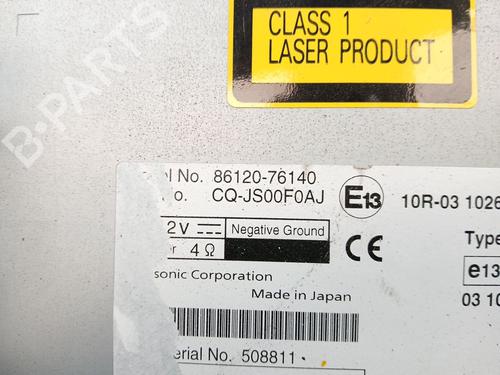 CLASS 1
LASER PRODUCT
B-PARTS
No. 86120-76140
No. CQ-JS00F0AJ
E13
10R-03 1026
2V Negative Ground
4Ω
CE
Type
e13
03 10
sonic Corporation
Made in Japan
erial No. 508811